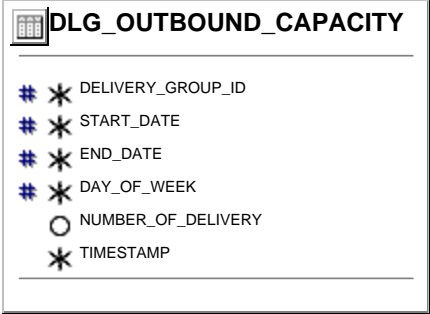 DLG_OUTBOUND_CAPACITY
# * DELIVERY_GROUP_ID
# * START_DATE
# * END_DATE
# * DAY_OF_WEEK
O NUMBER_OF_DELIVERY
* TIMESTAMP